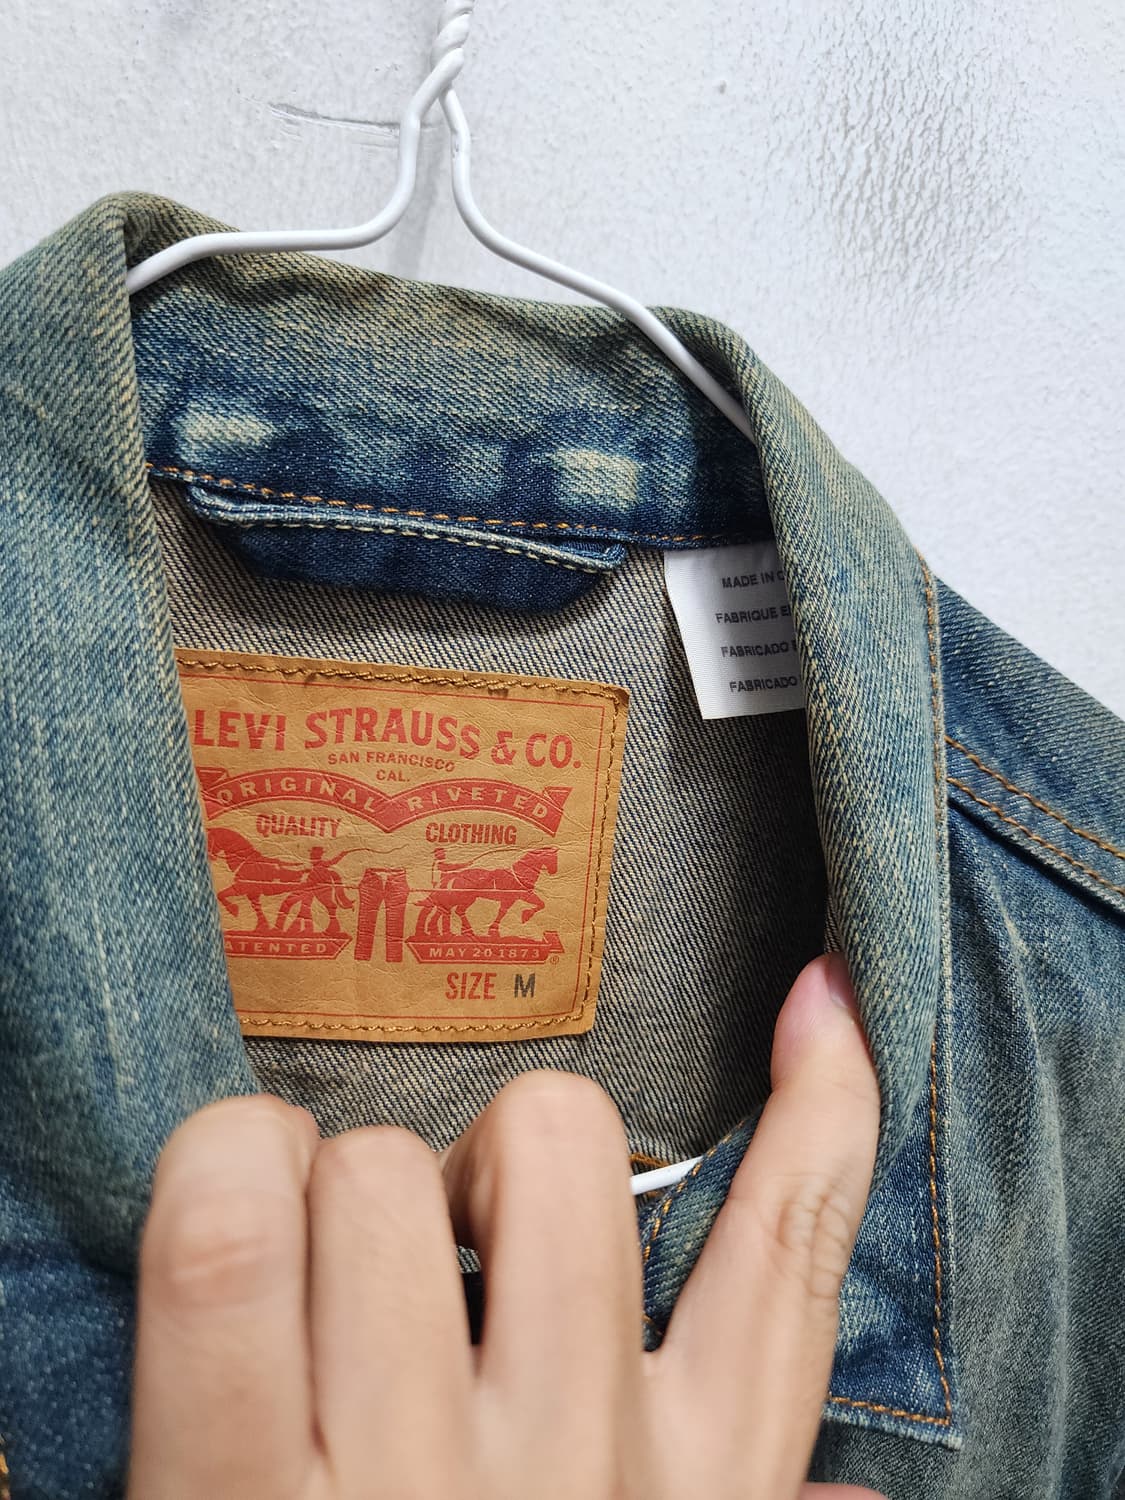 LEVI STRAUSS & CO.
SAN FRANCISCO
CAL.
ORIGINAL RIVETED
QUALITY CLOTHING
ATENTED MAY 20 1873 ®
SIZE M
MADE IN
FABRIQUE
FABRICADO
FABRICADO